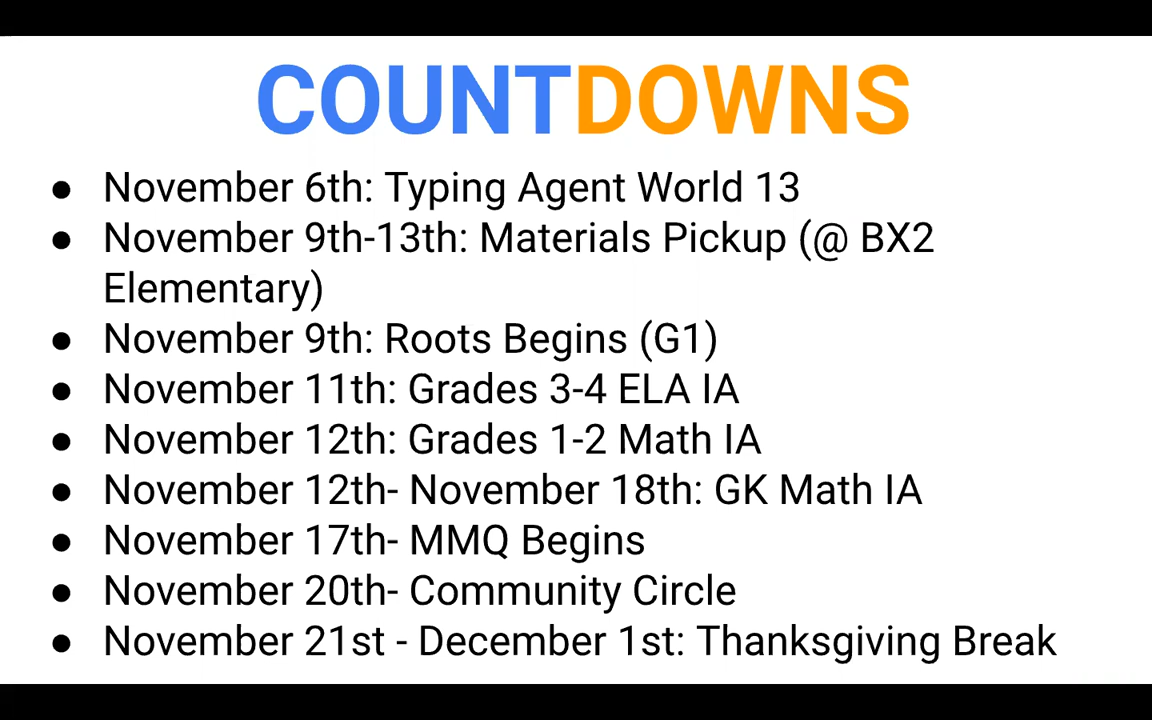 COUNTDOWNS
● November 6th: Typing Agent World 13
● November 9th-13th: Materials Pickup (@ BX2
Elementary)
● November 9th: Roots Begins (G1)
● November 11th: Grades 3-4 ELA IA
● November 12th: Grades 1-2 Math IA
● November 12th- November 18th: GK Math IA
● November 17th- MMQ Begins
● November 20th- Community Circle
● November 21st - December 1st: Thanksgiving Break